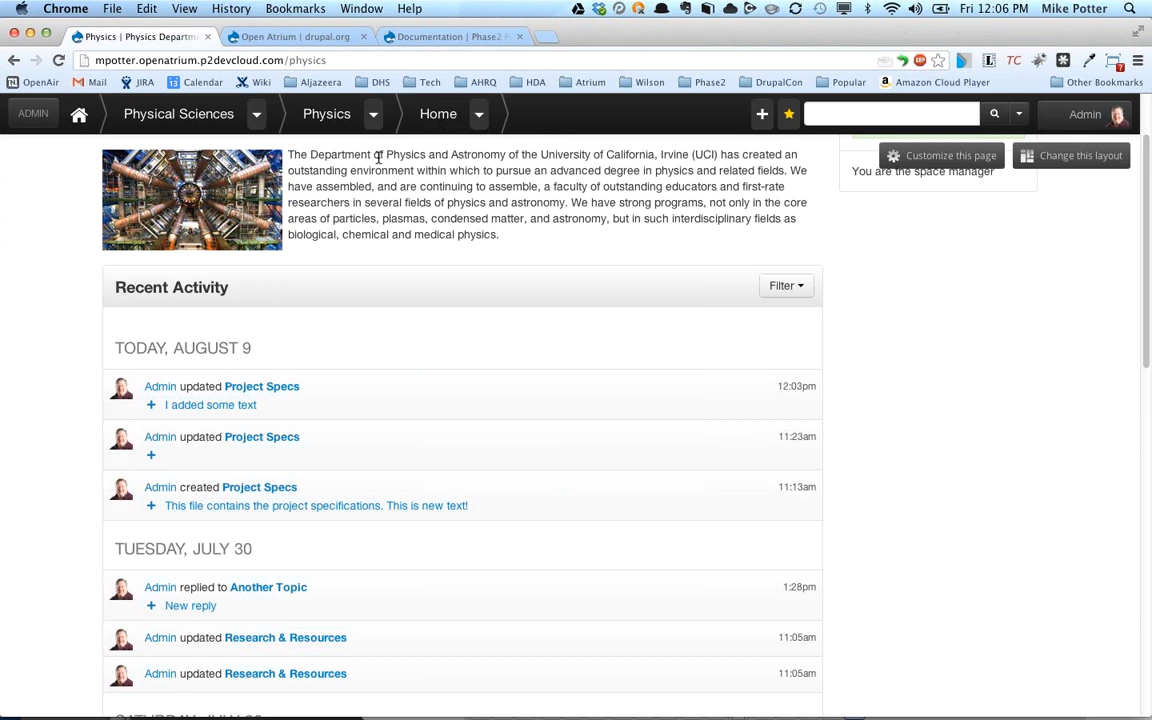 Chrome File Edit View History Bookmarks Window Help Fri 12:06 PM Mike Potter
Physics | Physics Departm Open Atrium | drupal.org Documentation | Phase2 P
mpotter.openatrium.p2devcloud.com/physics
OpenAir Mail JIRA Calendar Wiki Aljazeera DHS Tech AHRQ HDA Atrium Wilson Phase2 DrupalCon Popular Amazon Cloud Player Other Bookmarks
ADMIN Physical Sciences Physics Home Admin
Customize this page Change this layout
You are the space manager
The Department of Physics and Astronomy of the University of California, Irvine (UCI) has created an
outstanding environment within which to pursue an advanced degree in physics and related fields. We
have assembled, and are continuing to assemble, a faculty of outstanding educators and first-rate
researchers in several fields of physics and astronomy. We have strong programs, not only in the core
areas of particles, plasmas, condensed matter, and astronomy, but in such interdisciplinary fields as
biological, chemical and medical physics.
Recent Activity Filter
TODAY, AUGUST 9
Admin updated Project Specs 12:03pm
+ I added some text
Admin updated Project Specs 11:23am
+
Admin created Project Specs 11:13am
+ This file contains the project specifications. This is new text!
TUESDAY, JULY 30
Admin replied to Another Topic 1:28pm
+ New reply
Admin updated Research & Resources 11:05am
Admin updated Research & Resources 11:05am